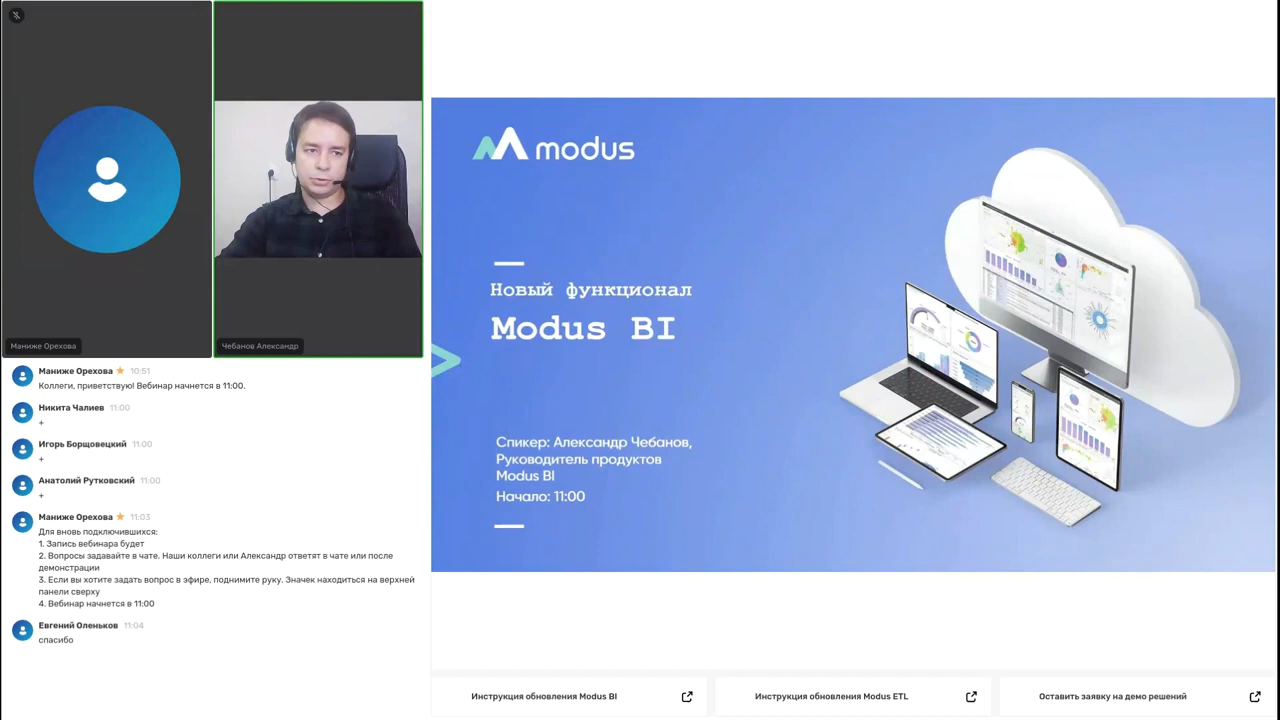 Маниже Орехова
Чебанов Александр
Маниже Орехова 10:51
Коллеги, приветствую! Вебинар начнется в 11:00.
Никита Чалиев 11:00
+
Игорь Борщовецкий 11:00
+
Анатолий Рутковский 11:00
+
Маниже Орехова 11:03
Для вновь подключившихся:
1. Запись вебинара будет
2. Вопросы задавайте в чате. Наши коллеги или Александр ответят в чате или после
демонстрации
3. Если вы хотите задать вопрос в эфире, поднимите руку. Значек находиться на верхней
панели сверху
4. Вебинар начнется в 11:00
Евгений Оленьков 11:04
спасибо
modus
Новый функционал
Modus BI
Спикер: Александр Чебанов,
Руководитель продуктов
Modus BI
Начало: 11:00
Инструкция обновления Modus BI
Инструкция обновления Modus ETL
Оставить заявку на демо решений